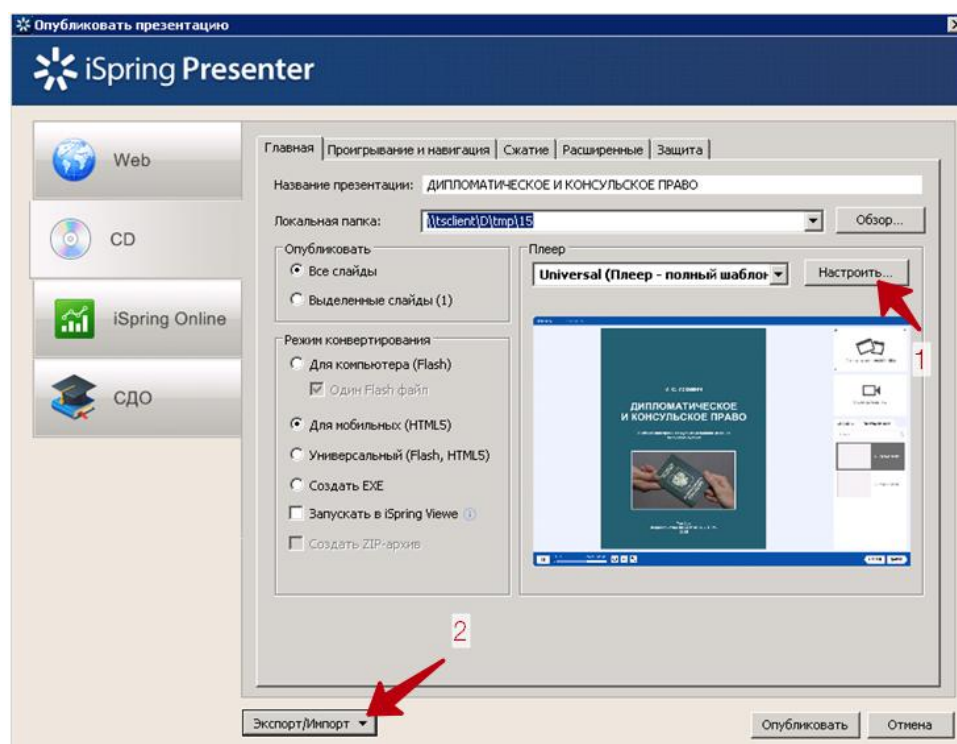 Опубликовать презентацию
iSpring Presenter
Web
CD
iSpring Online
СДО
Главная
Проигрывание и навигация
Сжатие
Расширенные
Защита
Название презентации: ДИПЛОМАТИЧЕСКОЕ И КОНСУЛЬСКОЕ ПРАВО
Локальная папка: \\tsclient\D\tmp\15 Обзор...
Опубликовать
Все слайды
Выделенные слайды (1)
Режим конвертирования
Для компьютера (Flash)
Один Flash файл
Для мобильных (HTML5)
Универсальный (Flash, HTML5)
Создать EXE
Запускать в iSpring Viewe
Создать ZIP-архив
Плеер
Universal (Плеер - полный шаблон
Настроить...
1
ДИПЛОМАТИЧЕСКОЕ
И КОНСУЛЬСКОЕ ПРАВО
2
Экспорт/Импорт
Опубликовать
Отмена